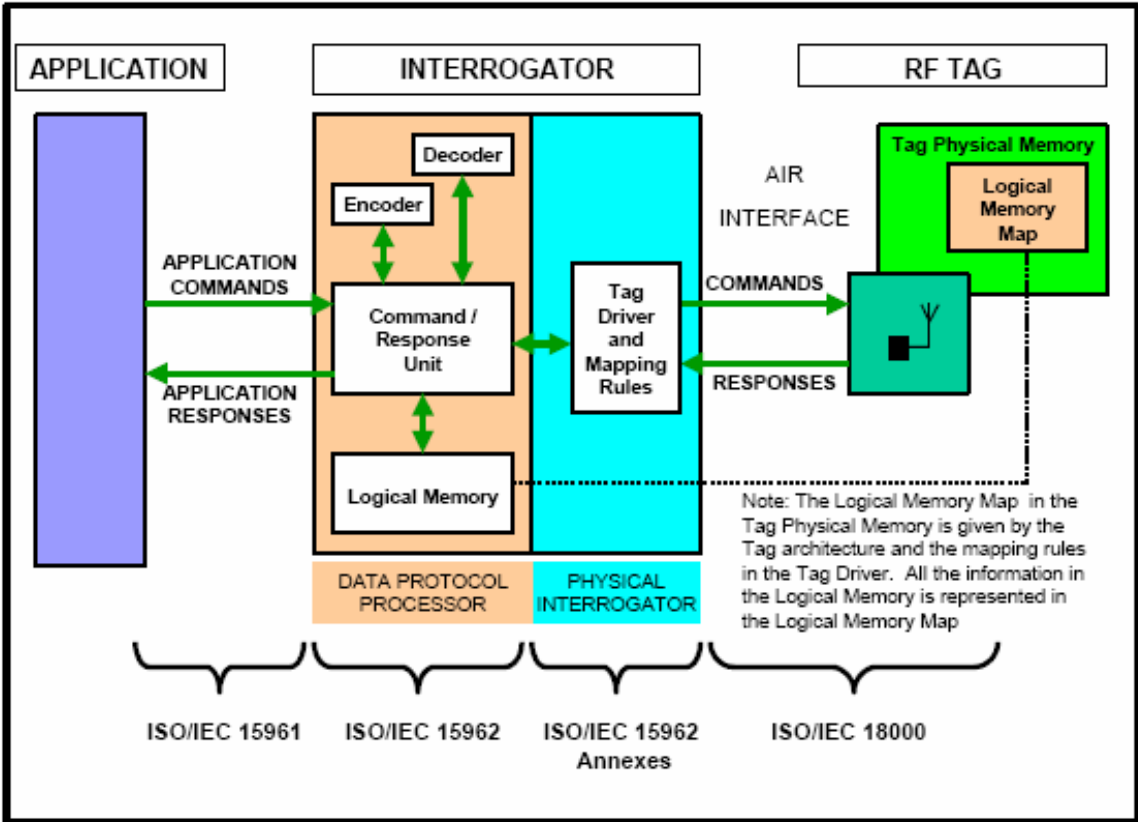 APPLICATION
INTERROGATOR
RF TAG
Decoder
Encoder
Tag Physical Memory
Logical
Memory
Map
AIR
INTERFACE
APPLICATION
COMMANDS
Command /
Response
Unit
Tag
Driver
and
Mapping
Rules
COMMANDS
RESPONSES
APPLICATION
RESPONSES
Logical Memory
Note: The Logical Memory Map in the
Tag Physical Memory is given by the
Tag architecture and the mapping rules
in the Tag Driver. All the information in
the Logical Memory is represented in
the Logical Memory Map
DATA PROTOCOL
PROCESSOR
PHYSICAL
INTERROGATOR
ISO/IEC 15961
ISO/IEC 15962
ISO/IEC 15962
Annexes
ISO/IEC 18000